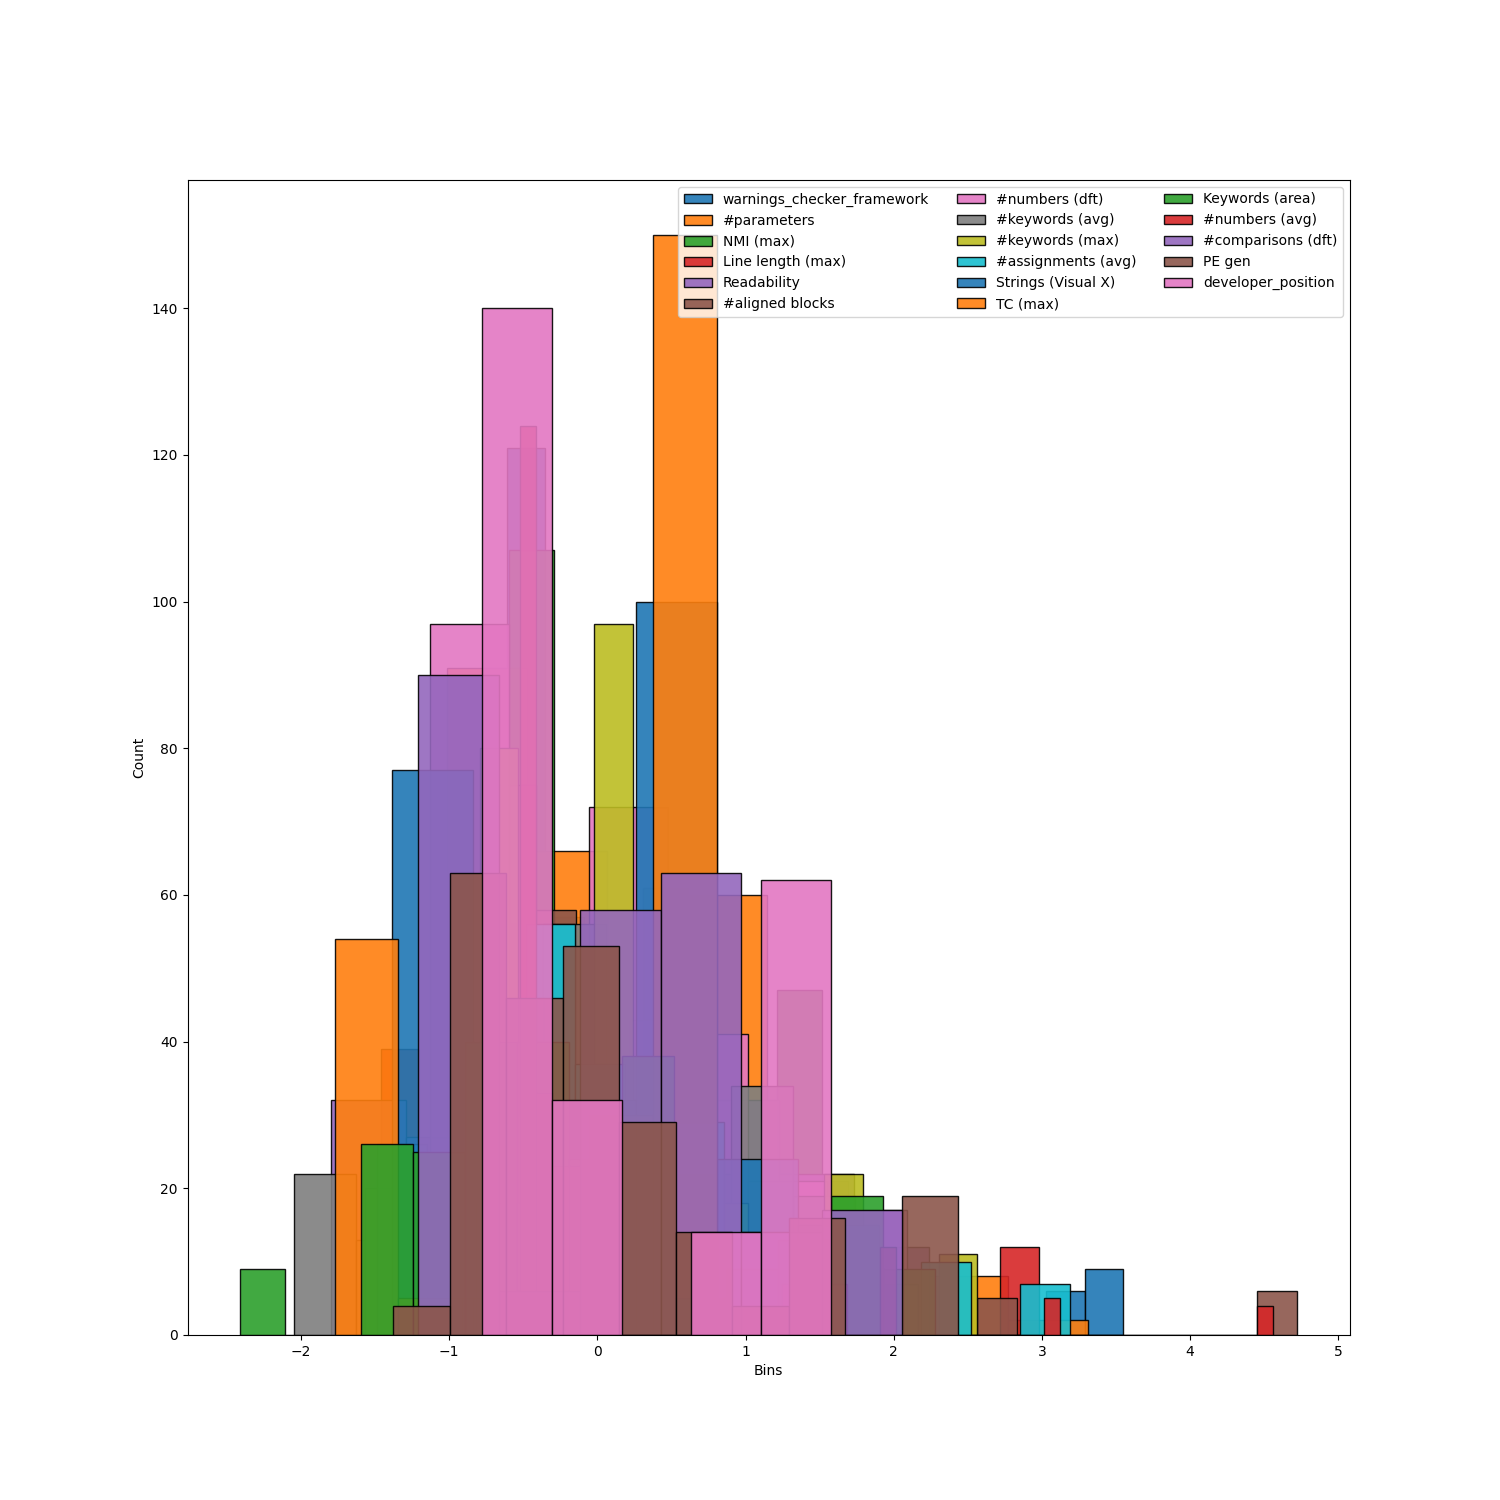 warnings_checker_framework
#parameters
NMI (max)
Line length (max)
Readability
#aligned blocks
#numbers (dft)
#keywords (avg)
#keywords (max)
#assignments (avg)
Strings (Visual X)
TC (max)
Keywords (area)
#numbers (avg)
#comparisons (dft)
PE gen
developer_position
140
120
100
80
60
40
20
0
Count
−2 −1 0 1 2 3 4 5
Bins